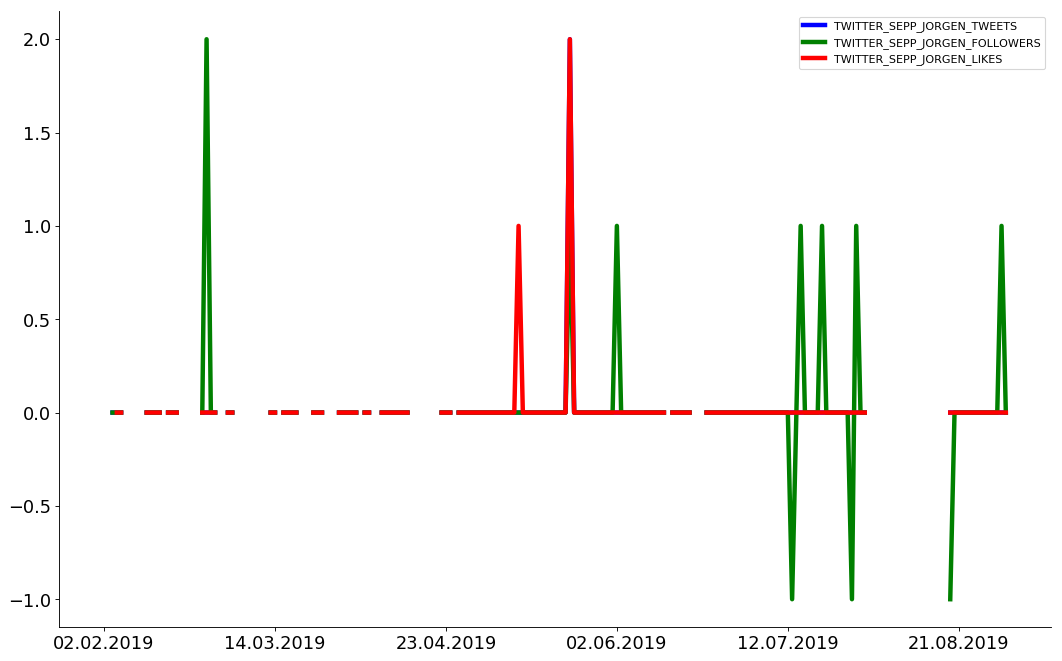 TWITTER_SEPP_JORGEN_TWEETS
TWITTER_SEPP_JORGEN_FOLLOWERS
TWITTER_SEPP_JORGEN_LIKES
2.0
1.5
1.0
0.5
0.0
−0.5
−1.0
02.02.2019 14.03.2019 23.04.2019 02.06.2019 12.07.2019 21.08.2019